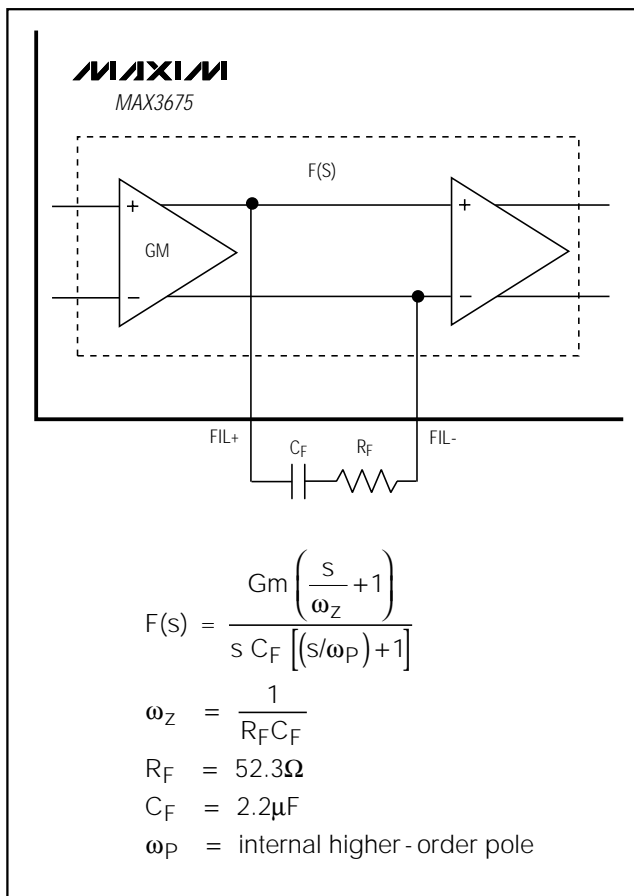 MAXIM
MAX3675
F(S)
+ +
GM
− −
FIL+ FIL-
CF RF
F(s) = Gm (s/ωZ + 1) / s CF [(s/ωP) + 1]
ωZ = 1 / RFCF
RF = 52.3Ω
CF = 2.2μF
ωP = internal higher - order pole